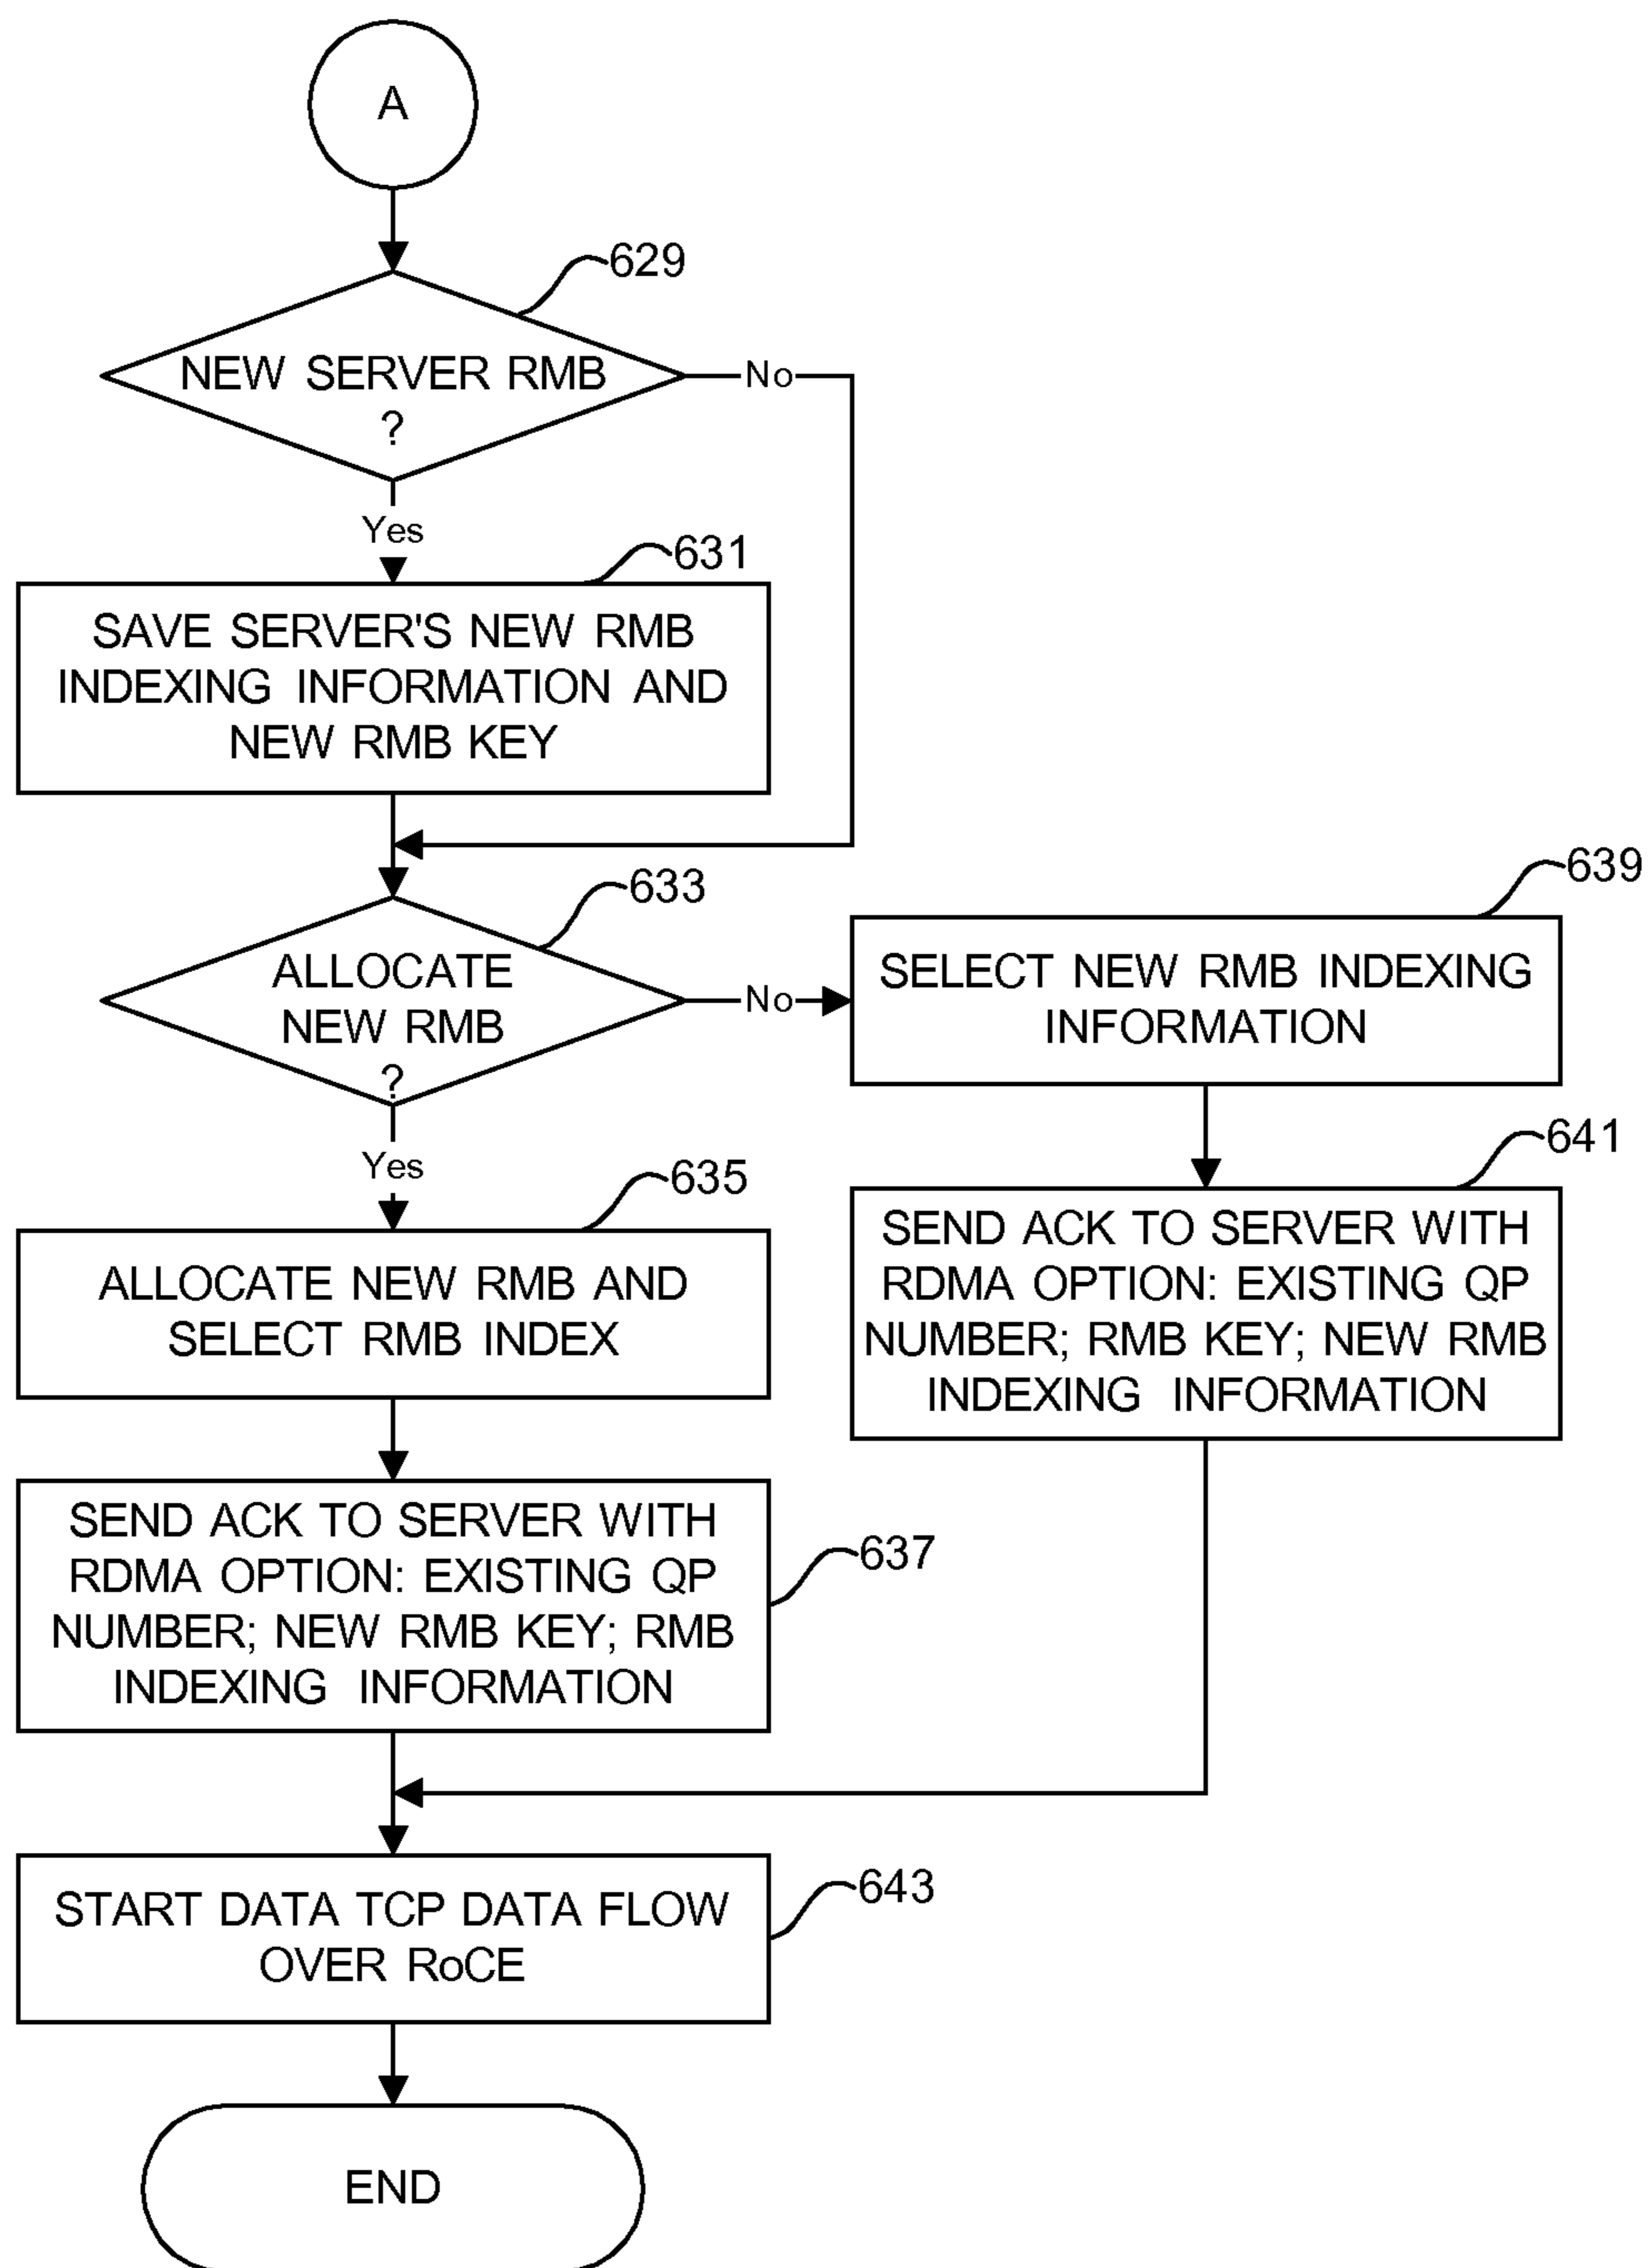 A
629
NEW SERVER RMB
?
No
Yes
631
SAVE SERVER'S NEW RMB
INDEXING INFORMATION AND
NEW RMB KEY
633
639
ALLOCATE
NEW RMB
?
No
SELECT NEW RMB INDEXING
INFORMATION
Yes
635
641
ALLOCATE NEW RMB AND
SELECT RMB INDEX
SEND ACK TO SERVER WITH
RDMA OPTION: EXISTING QP
NUMBER; RMB KEY; NEW RMB
INDEXING INFORMATION
SEND ACK TO SERVER WITH
RDMA OPTION: EXISTING QP
NUMBER; NEW RMB KEY; RMB
INDEXING INFORMATION
637
START DATA TCP DATA FLOW
OVER RoCE
643
END